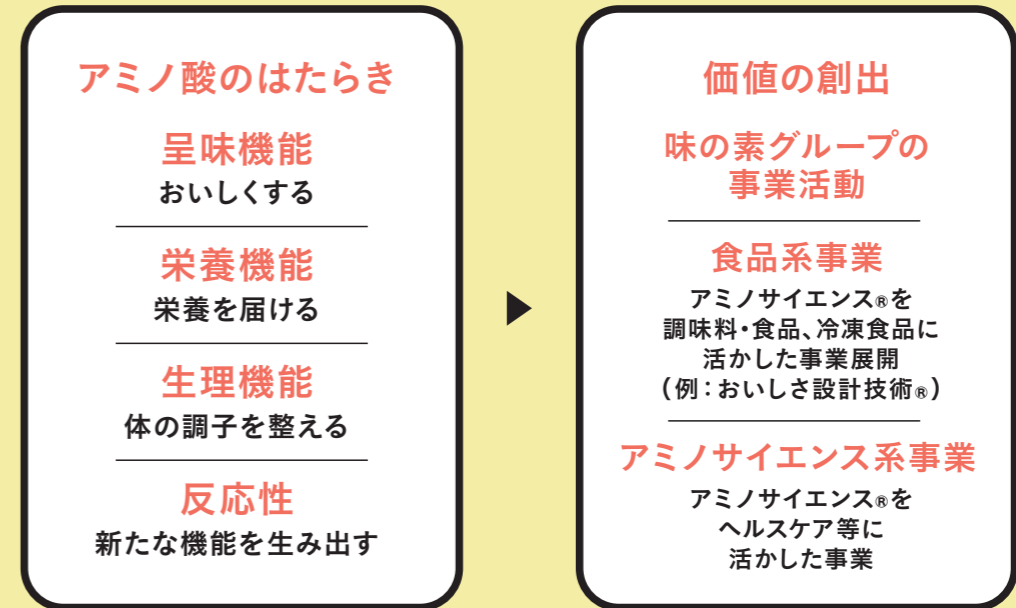 アミノ酸のはたらき
呈味機能
おいしくする
栄養機能
栄養を届ける
生理機能
体の調子を整える
反応性
新たな機能を生み出す
価値の創出
味の素グループの
事業活動
食品系事業
アミノサイエンス®を
調味料・食品、冷凍食品に
活かした事業展開
(例：おいしさ設計技術®)
アミノサイエンス系事業
アミノサイエンス®を
ヘルスケア等に
活かした事業